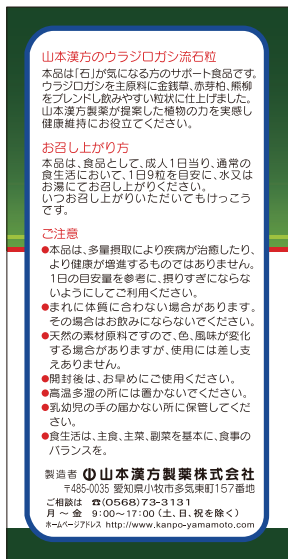 山本漢方のウラジロガシ流石粒
本品は「石」が気になる方のサポート食品です。
ウラジロガシを主原料に金銭草、赤芽柏、熊柳
をブレンドし飲みやすい粒状に仕上げました。
山本漢方製薬が提案した植物の力を実感し
健康維持にお役立てください。
お召し上がり方
本品は、食品として、成人1日当り、通常の
食生活において、1日9粒を目安に、水又は
お湯にてお召し上がりください。
いつお召し上がりいただいてもけっこう
です。
ご注意
●本品は、多量摂取により疾病が治癒したり、
より健康が増進するものではありません。
1日の目安量を参考に、摂りすぎにならな
いようにしてご利用ください。
●まれに体質に合わない場合があります。
その場合はお飲みにならないでください。
●天然の素材原料ですので、色、風味が変化
する場合がありますが、使用には差し支
えありません。
●開封後は、お早めにご使用ください。
●高温多湿の所には置かないでください。
●乳幼児の手の届かない所に保管してくだ
さい。
●食生活は、主食、主菜、副菜を基本に、食事の
バランスを。
製造者 山本漢方製薬株式会社
〒485-0035 愛知県小牧市多気東町157番地
ご相談は ☎(0568)73-3131
月〜金 9:00〜17:00(土、日、祝を除く)
ホームページアドレス http://www.kanpo-yamamoto.com/